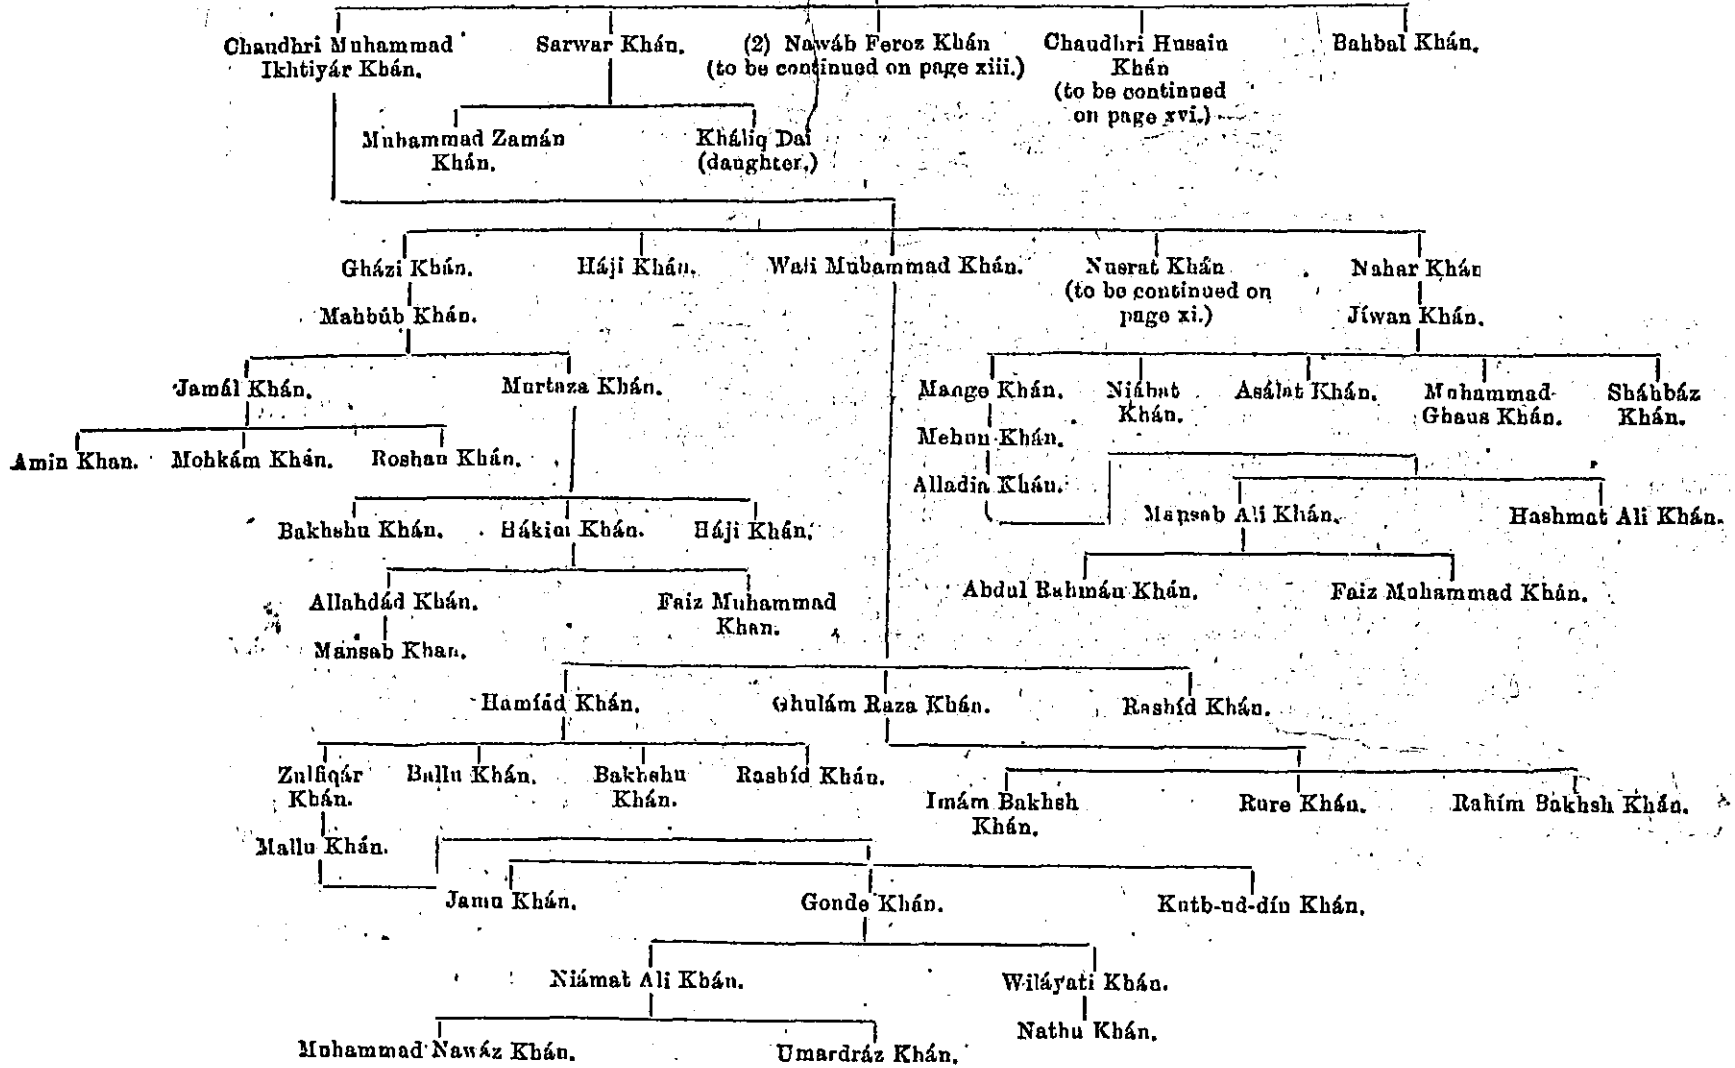 Chaudhri Muhammad
Ikhtiyár Khán.
Sarwar Khán.
(2) Nawáb Feroz Khán
(to be continued on page xiii.)
Chaudhri Husain
Khán
(to be continued
on page xvi.)
Bahbal Khán.
Muhammad Zamán
Khán.
Kháliq Dai
(daughter.)
Gházi Khán.
Háji Khán.
Wali Muhammad Khán.
Nusrat Khán
(to be continued on
page xi.)
Nahar Khán
Mahbúb Khán.
Jíwan Khán.
Jamál Khán.
Murtaza Khán.
Mange Khán.
Niábat
Khán.
Asálat Khán.
Muhammad
Ghaus Khán.
Sháhbáz
Khán.
Mehnu Khán.
Amin Khan.
Mohkám Khán.
Roshan Khán.
Alladin Khán.
Mansab Ali Khán.
Hashmat Ali Khán.
Bakhshu Khán.
Hákim Khán.
Háji Khán.
Abdul Rahmán Khán.
Faiz Muhammad Khán.
Allahdád Khán.
Faiz Muhammad
Khan.
Mansab Khan.
Hamíád Khán.
Ghulám Raza Khán.
Rashíd Khán.
Zulfiqár
Khán.
Bullu Khán.
Bakhshu
Khán.
Rashíd Khán.
Imám Bakhsh
Khán.
Rure Khán.
Rahím Bakhsh Khán.
Mallu Khán.
Jamu Khán.
Gonde Khán.
Kutb-ud-dín Khán.
Niámat Ali Khán.
Wiláyati Khán.
Nathu Khán.
Muhammad Nawáz Khán.
Umardráz Khán.